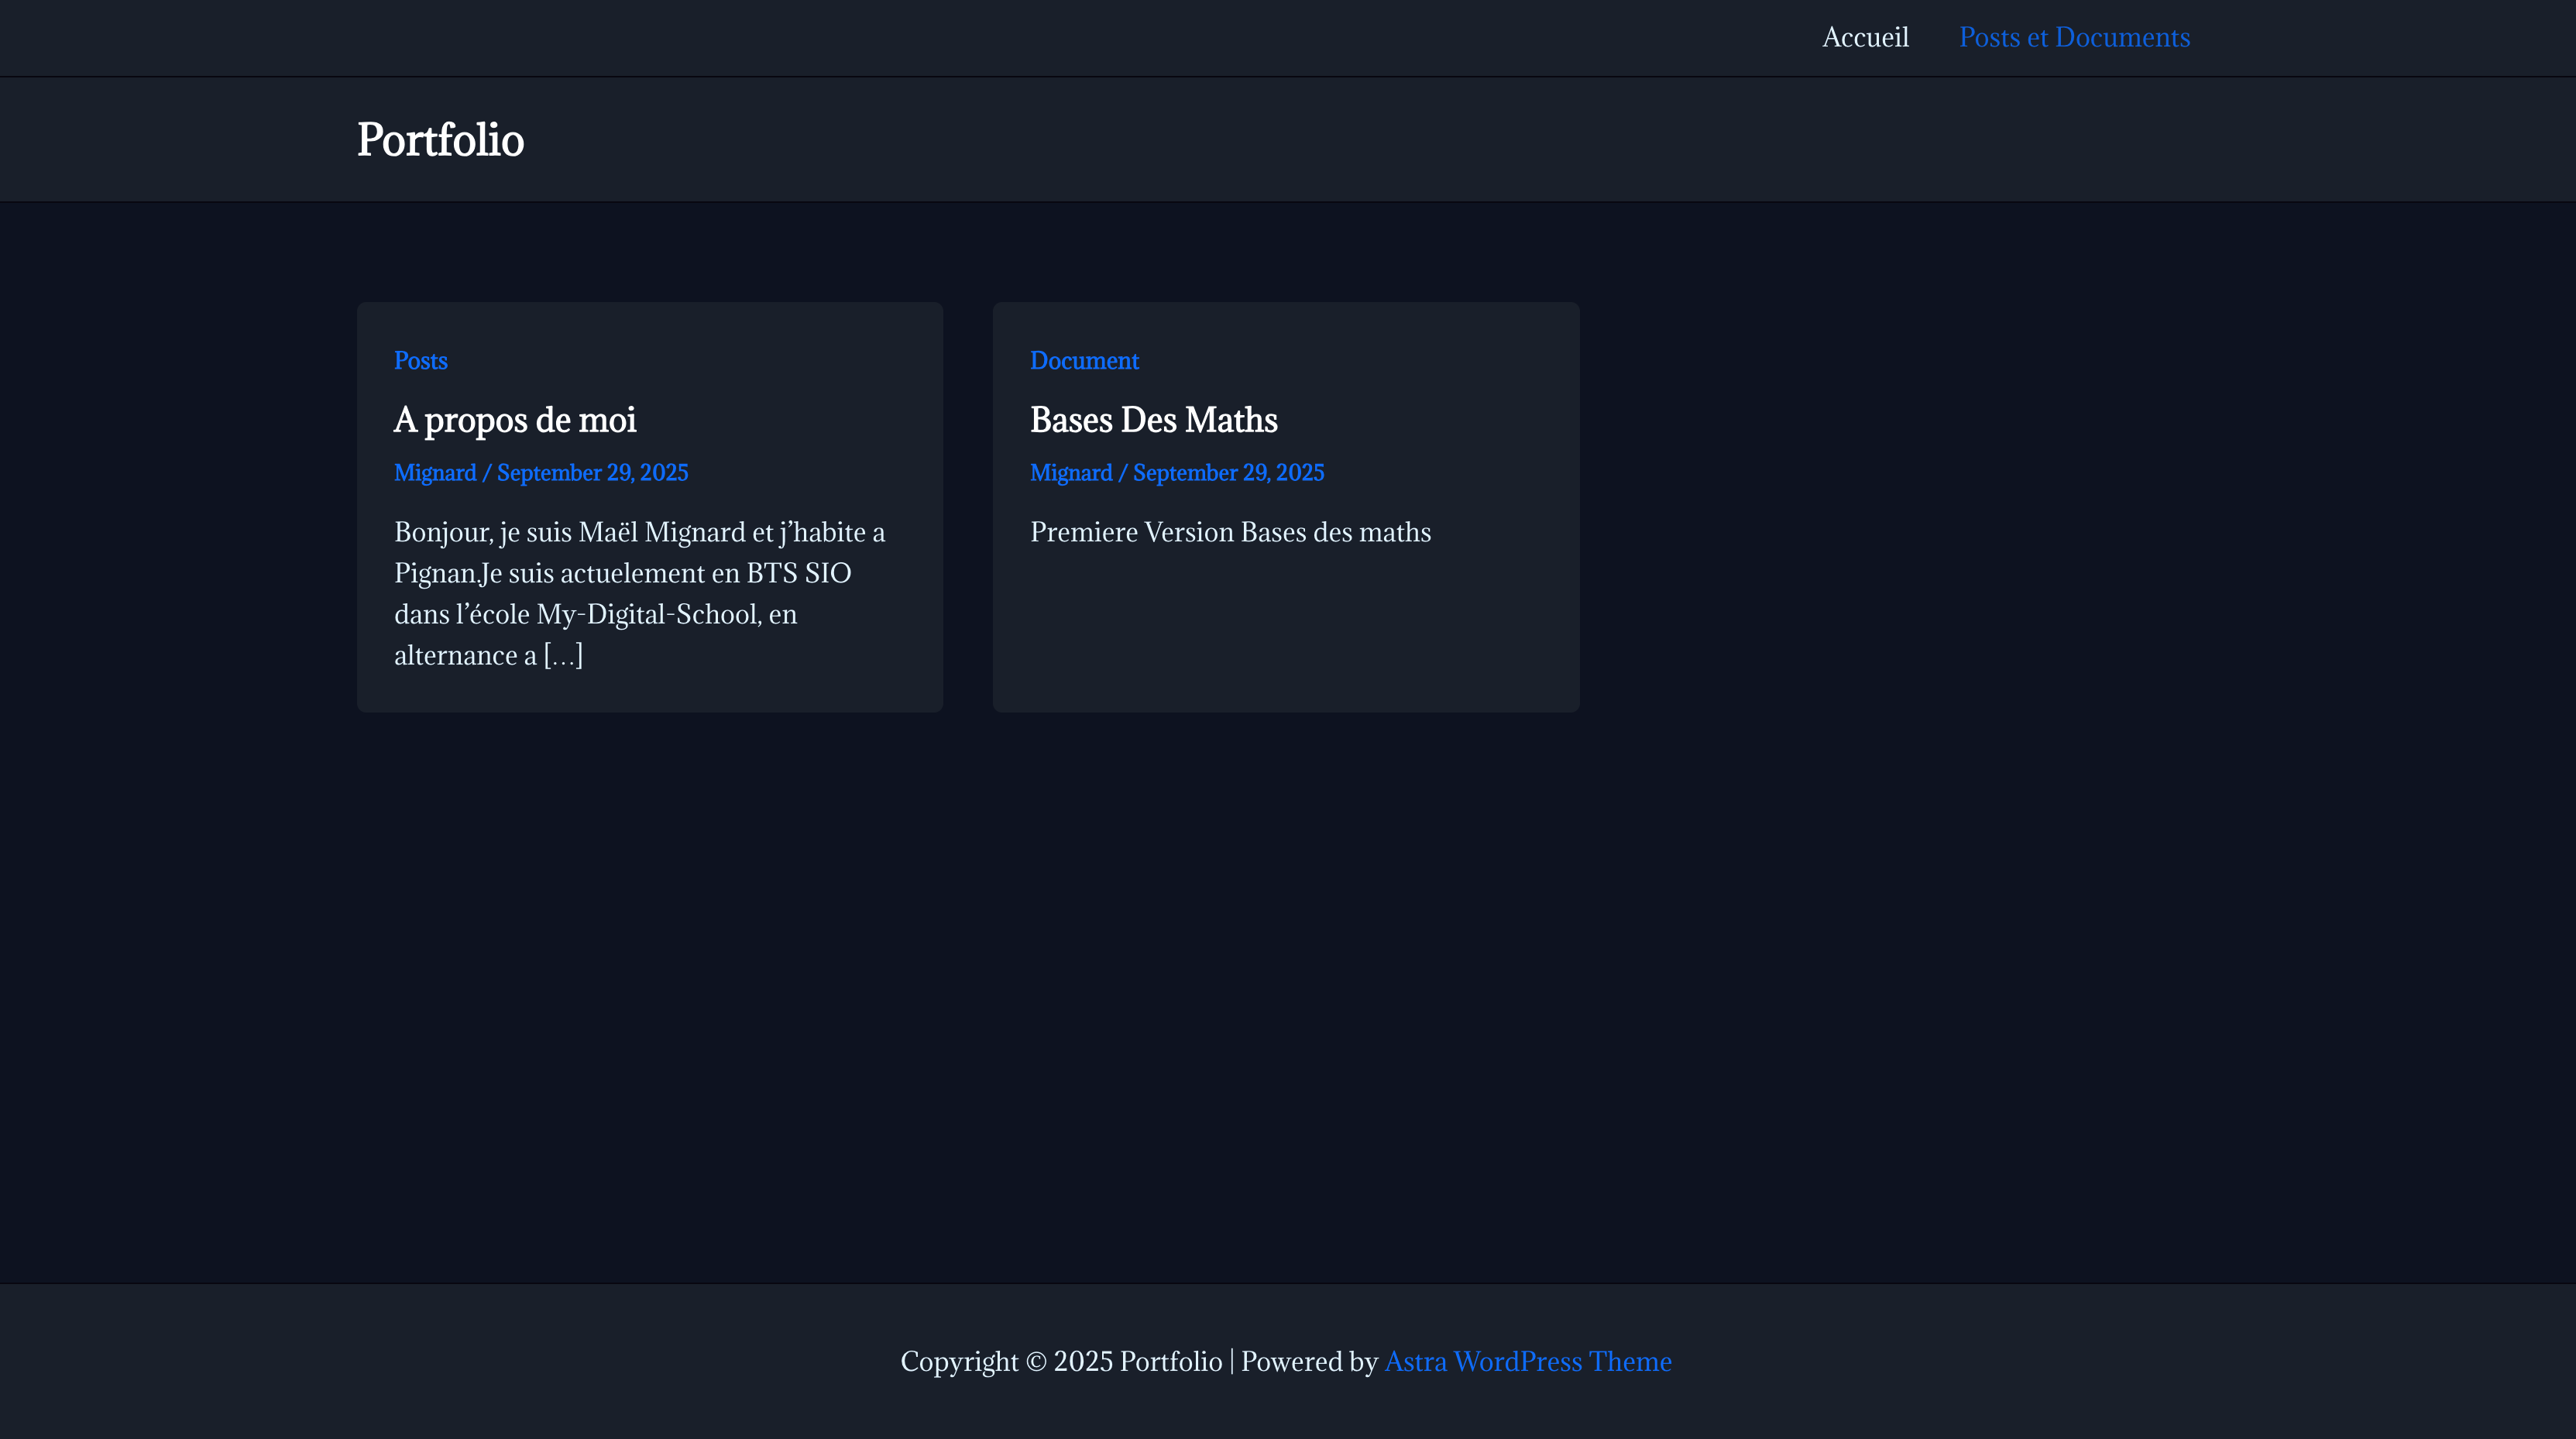 Accueil Posts et Documents
Portfolio
Posts
A propos de moi
Mignard / September 29, 2025
Bonjour, je suis Maël Mignard et j’habite a
Pignan.Je suis actuelement en BTS SIO
dans l’école My-Digital-School, en
alternance a […]
Document
Bases Des Maths
Mignard / September 29, 2025
Premiere Version Bases des maths
Copyright © 2025 Portfolio | Powered by Astra WordPress Theme